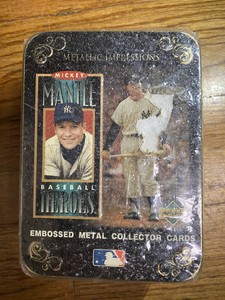 METALLIC IMPRESSIONS
MICKEY
MANTLE
BASEBALL
HEROES
EMBOSSED METAL COLLECTOR CARDS